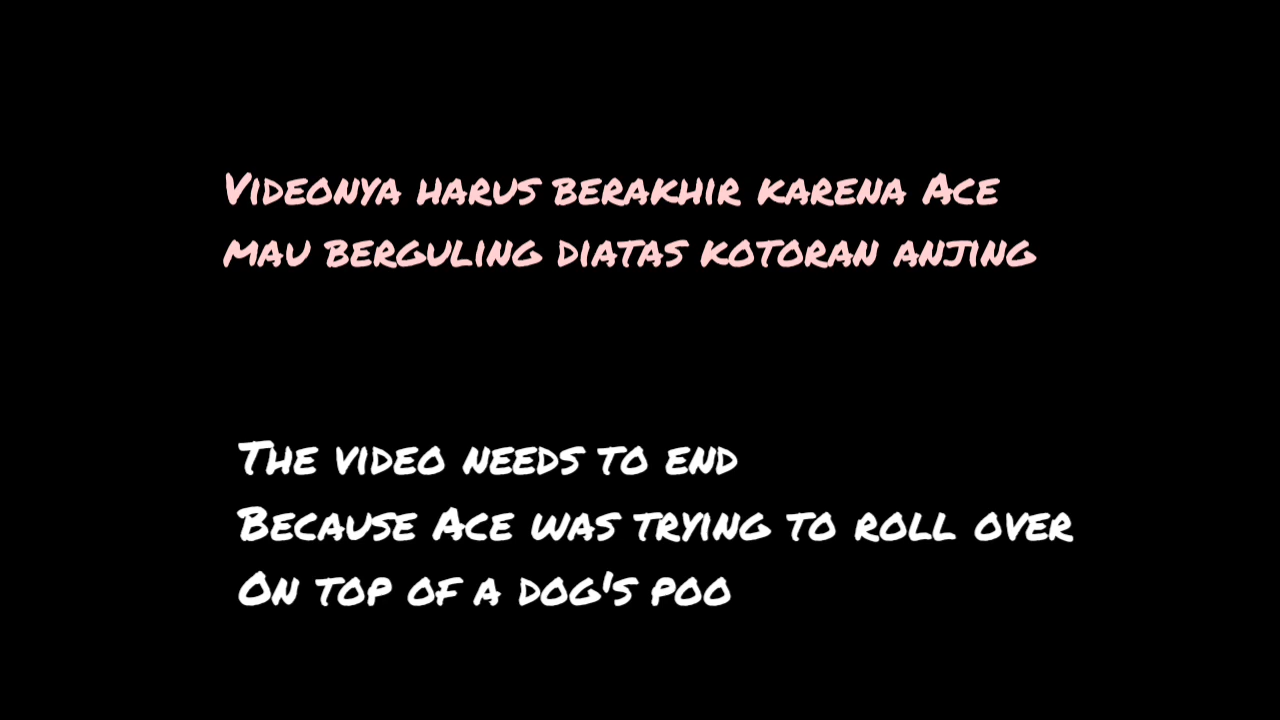 Videonya harus berakhir karena Ace
mau berguling diatas kotoran anjing
The video needs to end
Because Ace was trying to roll over
On top of a dog's poo